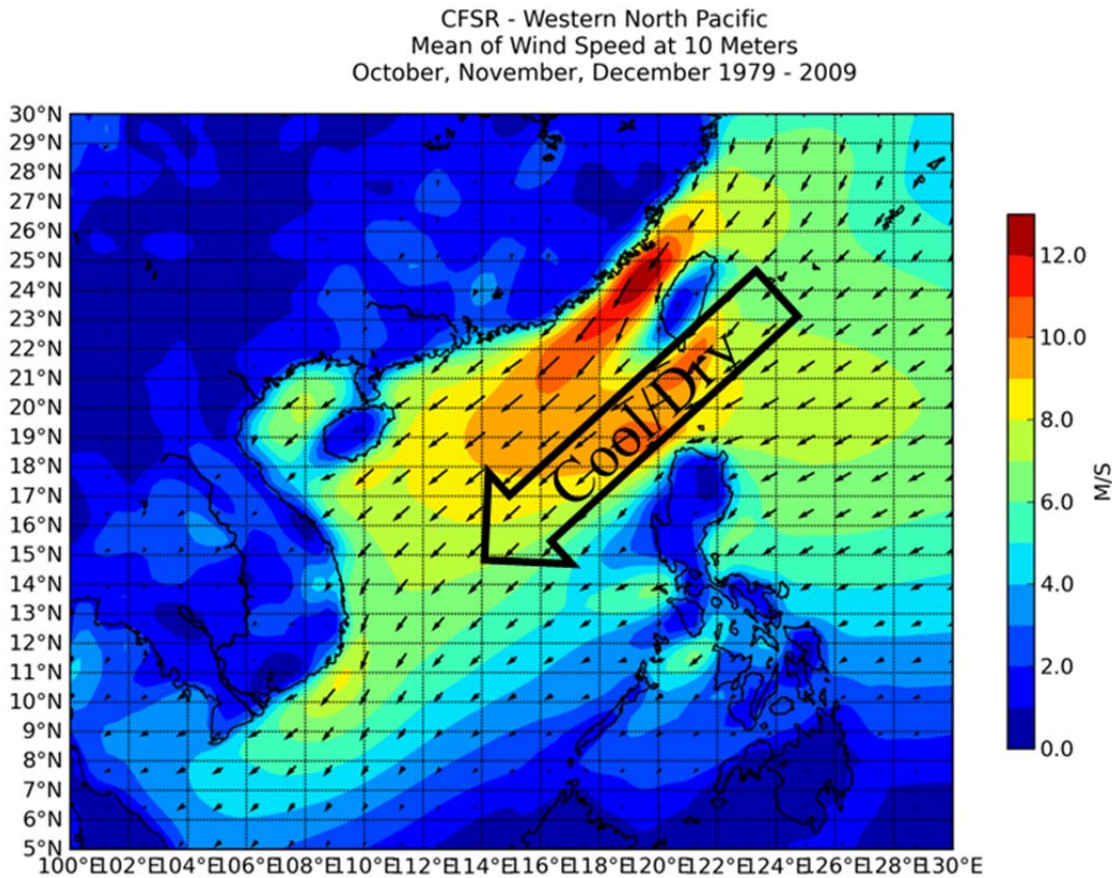 CFSR - Western North Pacific
Mean of Wind Speed at 10 Meters
October, November, December 1979 - 2009
30°N
29°N
28°N
27°N
26°N
25°N
24°N
23°N
22°N
21°N
20°N
19°N
18°N
17°N
16°N
15°N
14°N
13°N
12°N
11°N
10°N
9°N
8°N
7°N
6°N
5°N
100°E102°E104°E106°E108°E110°E112°E114°E116°E118°E120°E122°E124°E126°E128°E130°E
Cool/Dry
12.0
10.0
8.0
6.0
4.0
2.0
0.0
M/S